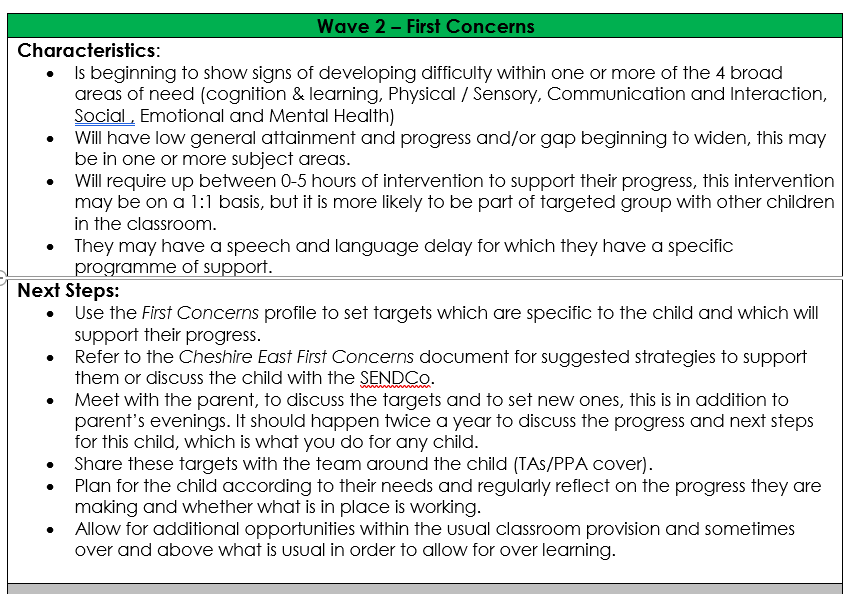 Wave 2 – First Concerns
Characteristics:
• Is beginning to show signs of developing difficulty within one or more of the 4 broad
areas of need (cognition & learning, Physical / Sensory, Communication and Interaction,
Social , Emotional and Mental Health)
• Will have low general attainment and progress and/or gap beginning to widen, this may
be in one or more subject areas.
• Will require up between 0-5 hours of intervention to support their progress, this intervention
may be on a 1:1 basis, but it is more likely to be part of targeted group with other children
in the classroom.
• They may have a speech and language delay for which they have a specific
programme of support.
Next Steps:
• Use the First Concerns profile to set targets which are specific to the child and which will
support their progress.
• Refer to the Cheshire East First Concerns document for suggested strategies to support
them or discuss the child with the SENDCo.
• Meet with the parent, to discuss the targets and to set new ones, this is in addition to
parent’s evenings. It should happen twice a year to discuss the progress and next steps
for this child, which is what you do for any child.
• Share these targets with the team around the child (TAs/PPA cover).
• Plan for the child according to their needs and regularly reflect on the progress they are
making and whether what is in place is working.
• Allow for additional opportunities within the usual classroom provision and sometimes
over and above what is usual in order to allow for over learning.